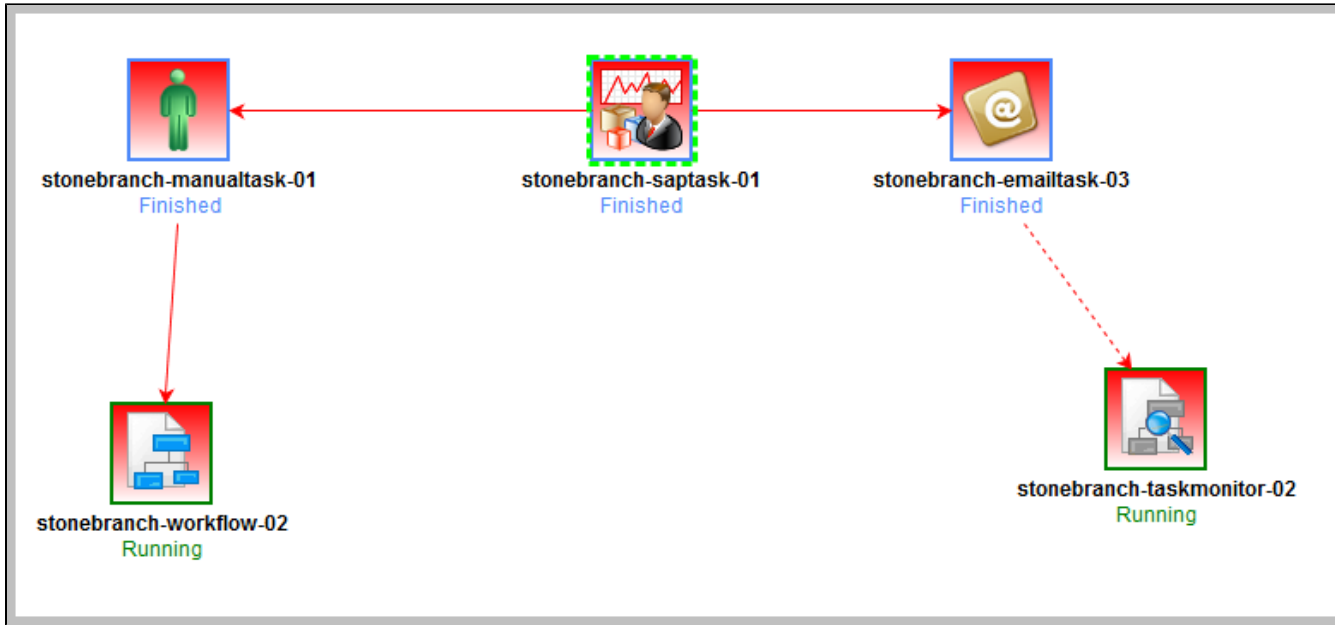 stonebranch-manualtask-01
Finished
stonebranch-saptask-01
Finished
@
stonebranch-emailtask-03
Finished
stonebranch-workflow-02
Running
stonebranch-taskmonitor-02
Running